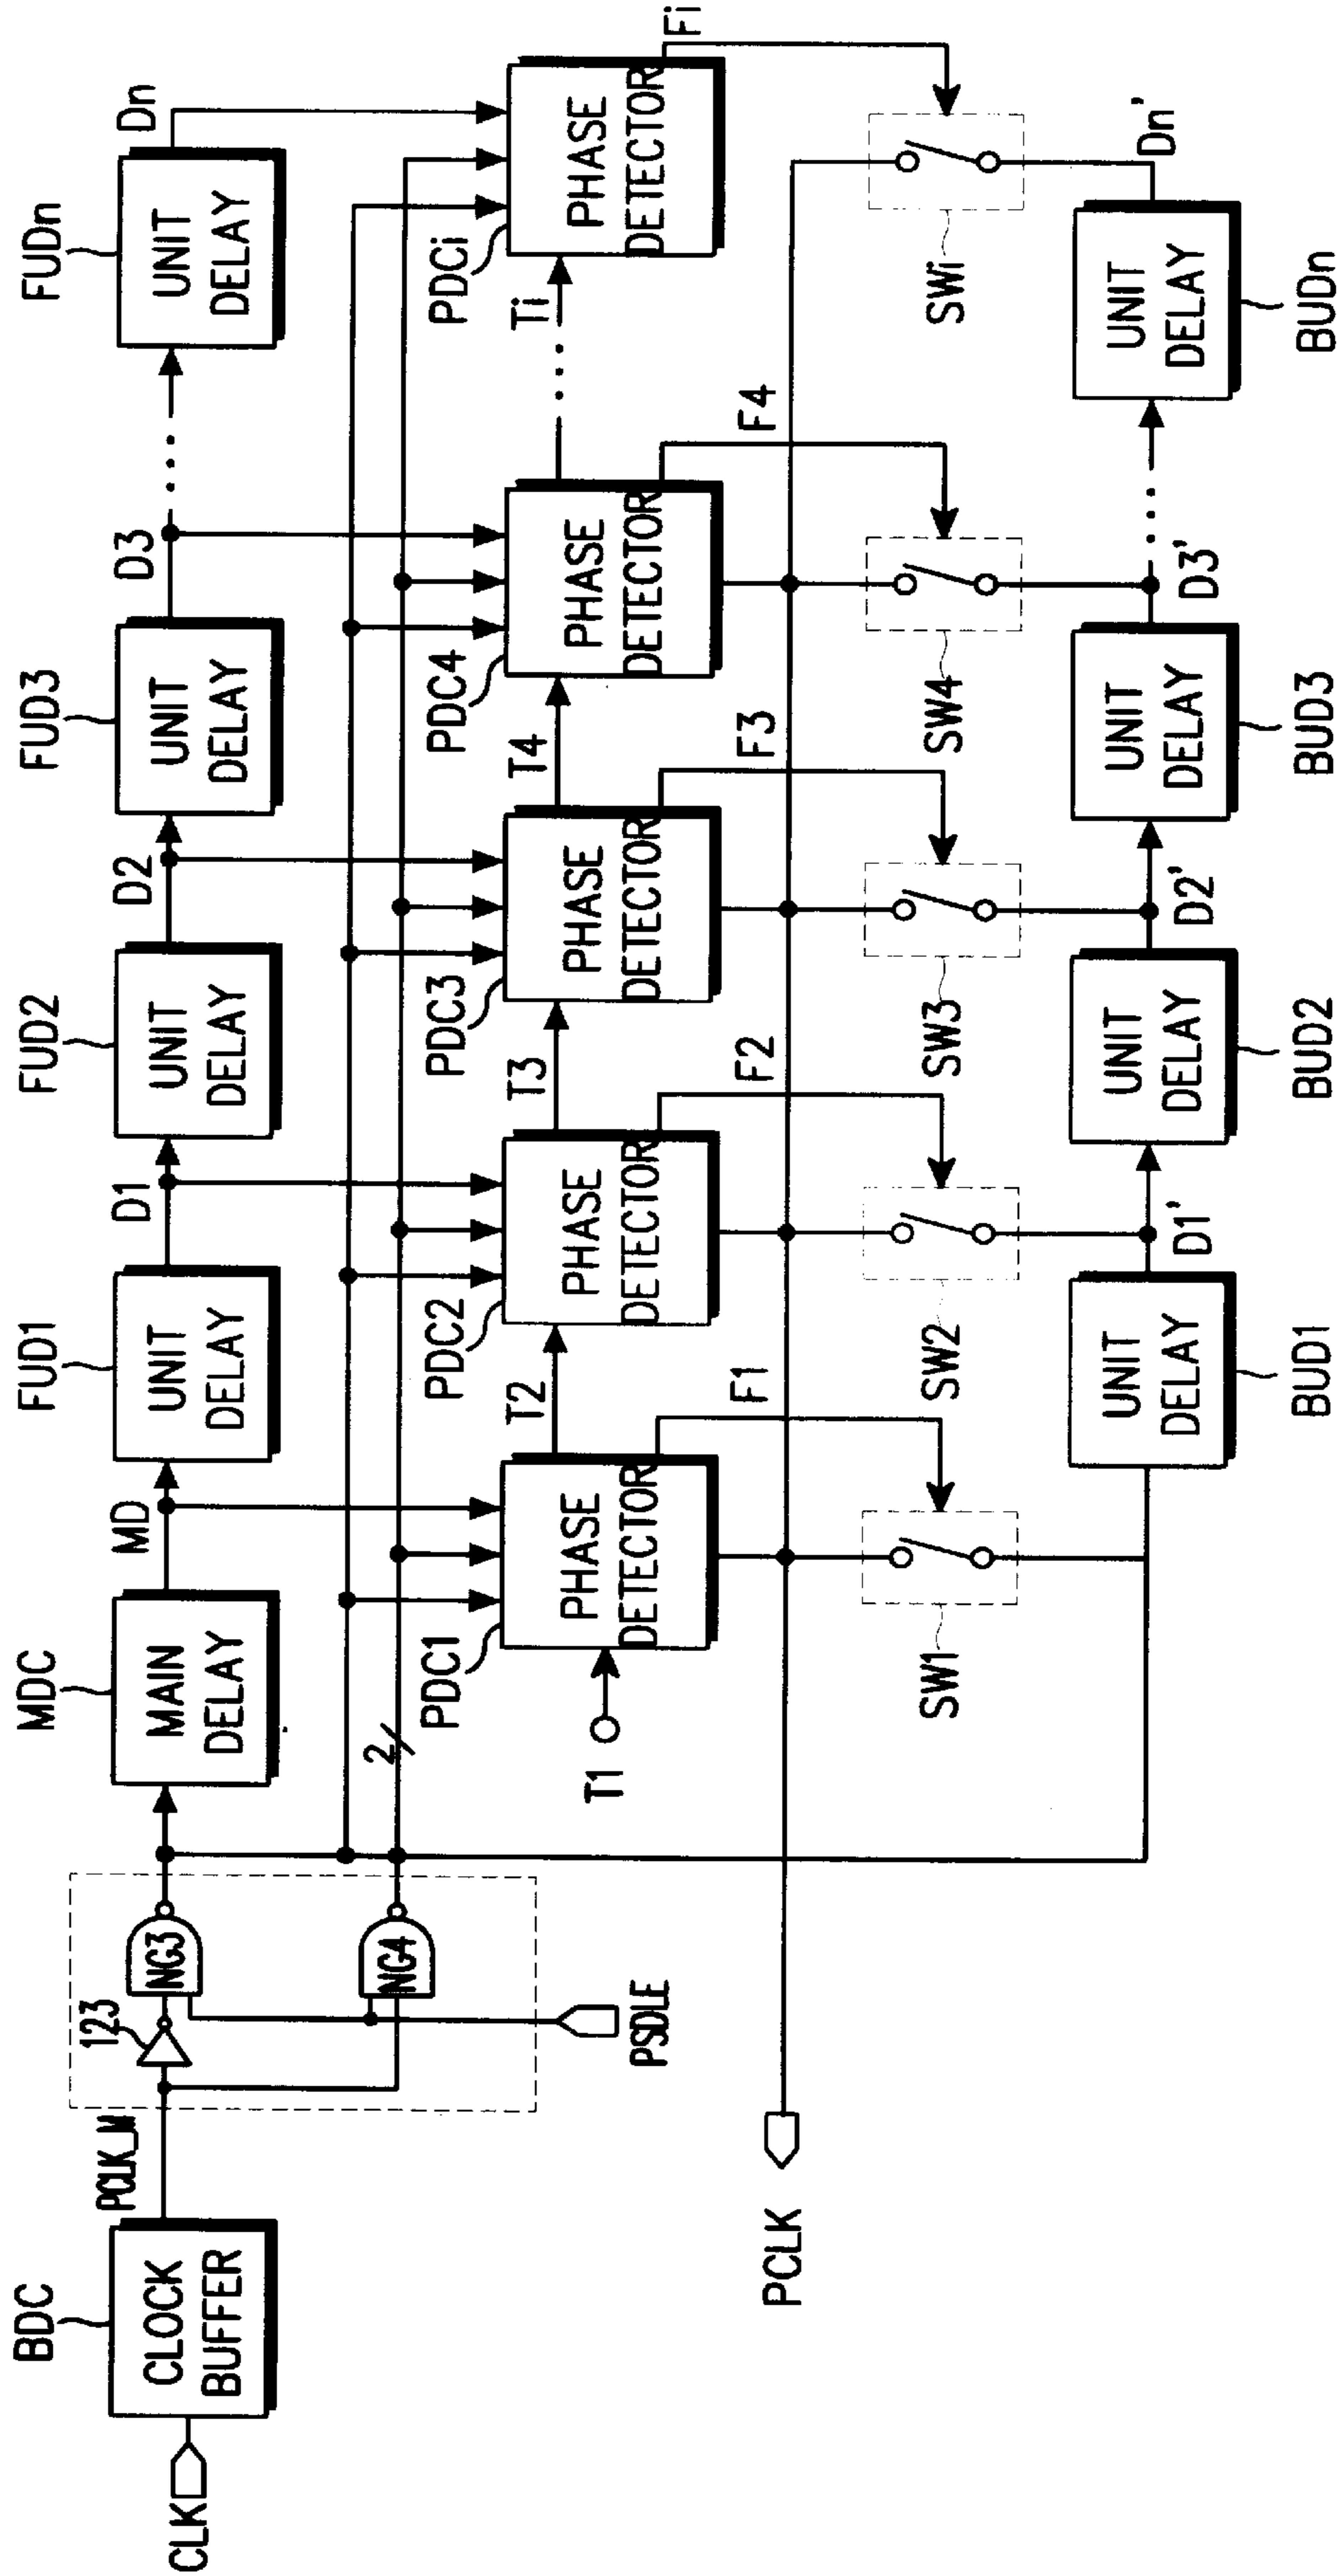 BDC
CLOCK
BUFFER
CLK
PCLK_M
123
NG3
NG4
PSDLE
MDC
MAIN
DELAY
MD
FUD1
UNIT
DELAY
D1
FUD2
UNIT
DELAY
D2
FUD3
UNIT
DELAY
D3
FUDn
UNIT
DELAY
Dn
2
T1
PDC1
PHASE
DETECTOR
T2
PDC2
PHASE
DETECTOR
T3
PDC3
PHASE
DETECTOR
T4
PDC4
PHASE
DETECTOR
Ti
PDCi
PHASE
DETECTOR
F1
F2
F3
F4
Fi
PCLK
SW1
SW2
SW3
SW4
SWi
UNIT
DELAY
BUD1
D1'
UNIT
DELAY
BUD2
D2'
UNIT
DELAY
BUD3
D3'
UNIT
DELAY
BUDn
Dn'